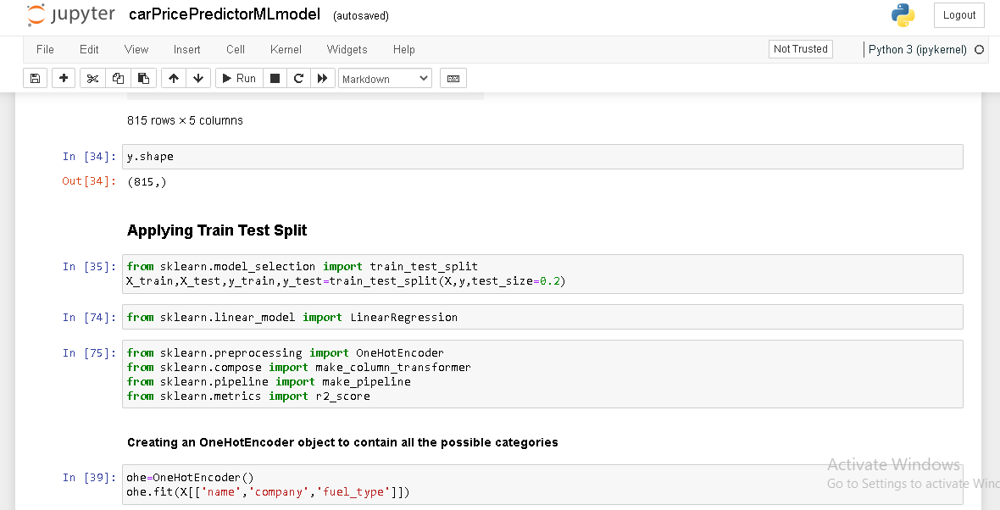 jupyter carPricePredictorMLmodel (autosaved) Logout
File Edit View Insert Cell Kernel Widgets Help Not Trusted Python 3 (ipykernel)
Run Markdown
815 rows × 5 columns
In [34]: y.shape
Out[34]: (815,)
Applying Train Test Split
In [35]: from sklearn.model_selection import train_test_split
X_train,X_test,y_train,y_test=train_test_split(X,y,test_size=0.2)
In [74]: from sklearn.linear_model import LinearRegression
In [75]: from sklearn.preprocessing import OneHotEncoder
from sklearn.compose import make_column_transformer
from sklearn.pipeline import make_pipeline
from sklearn.metrics import r2_score
Creating an OneHotEncoder object to contain all the possible categories
Activate Windows
In [39]: ohe=OneHotEncoder()
Go to Settings to activate Wind
ohe.fit(X[['name','company','fuel_type']])